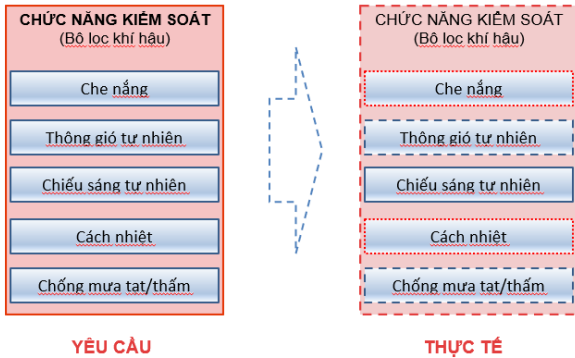 CHỨC NĂNG KIỂM SOÁT
(Bộ lọc khí hậu)
Che nắng
Thông gió tự nhiên
Chiếu sáng tự nhiên
Cách nhiệt
Chống mưa tạt/thấm
YÊU CẦU
CHỨC NĂNG KIỂM SOÁT
(Bộ lọc khí hậu)
Che nắng
Thông gió tự nhiên
Chiếu sáng tự nhiên
Cách nhiệt
Chống mưa tạt/thấm
THỰC TẾ